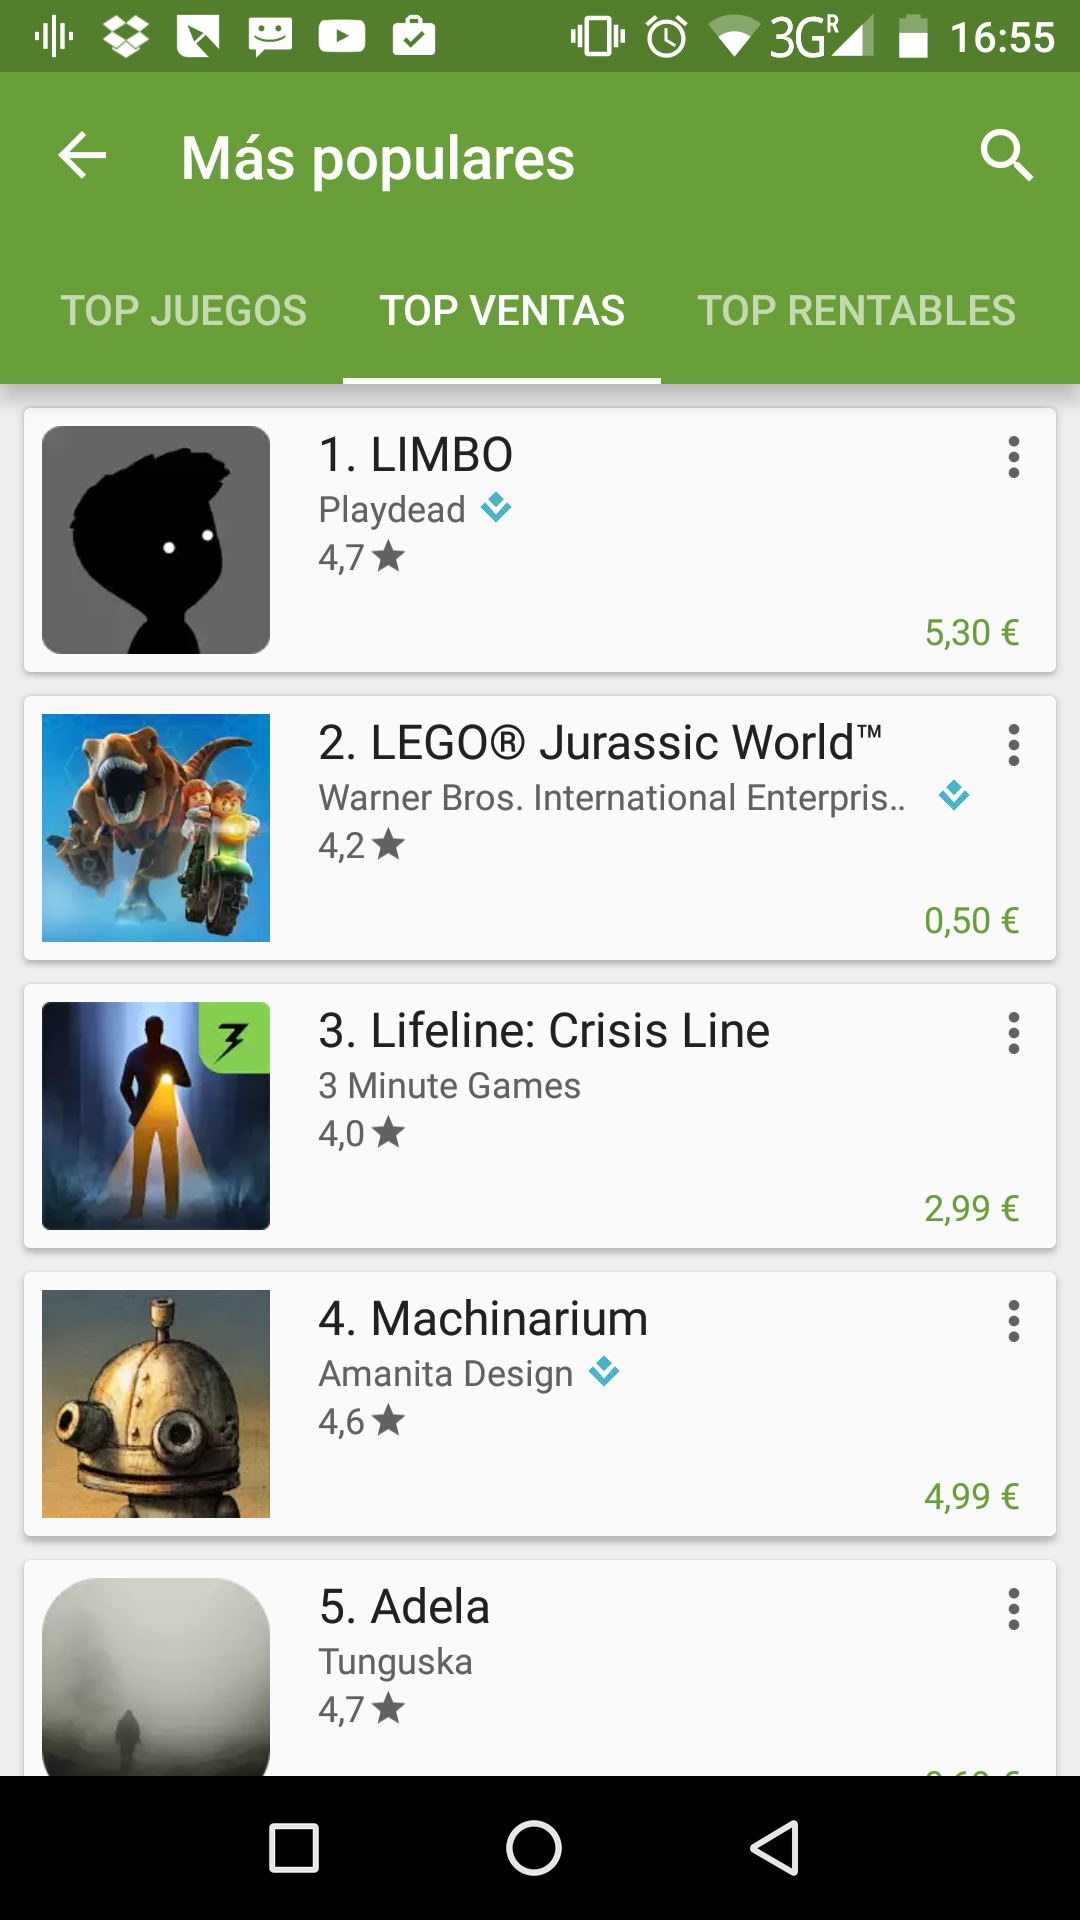 3G R 16:55
Más populares
TOP JUEGOS TOP VENTAS TOP RENTABLES
1. LIMBO
Playdead
4,7
5,30 €
2. LEGO® Jurassic World™
Warner Bros. International Enterpris..
4,2
0,50 €
3. Lifeline: Crisis Line
3 Minute Games
4,0
2,99 €
4. Machinarium
Amanita Design
4,6
4,99 €
5. Adela
Tunguska
4,7